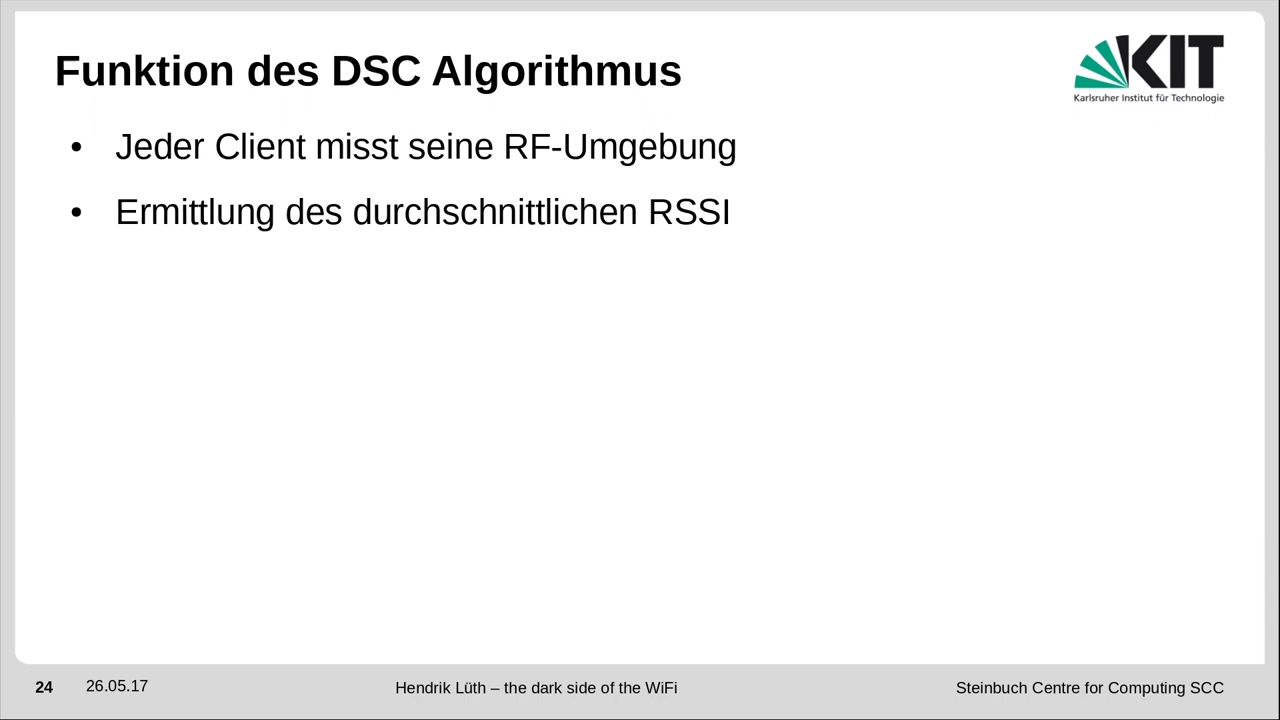 Funktion des DSC Algorithmus
KIT
Karlsruher Institut für Technologie
• Jeder Client misst seine RF-Umgebung
• Ermittlung des durchschnittlichen RSSI
24 26.05.17 Hendrik Lüth – the dark side of the WiFi Steinbuch Centre for Computing SCC